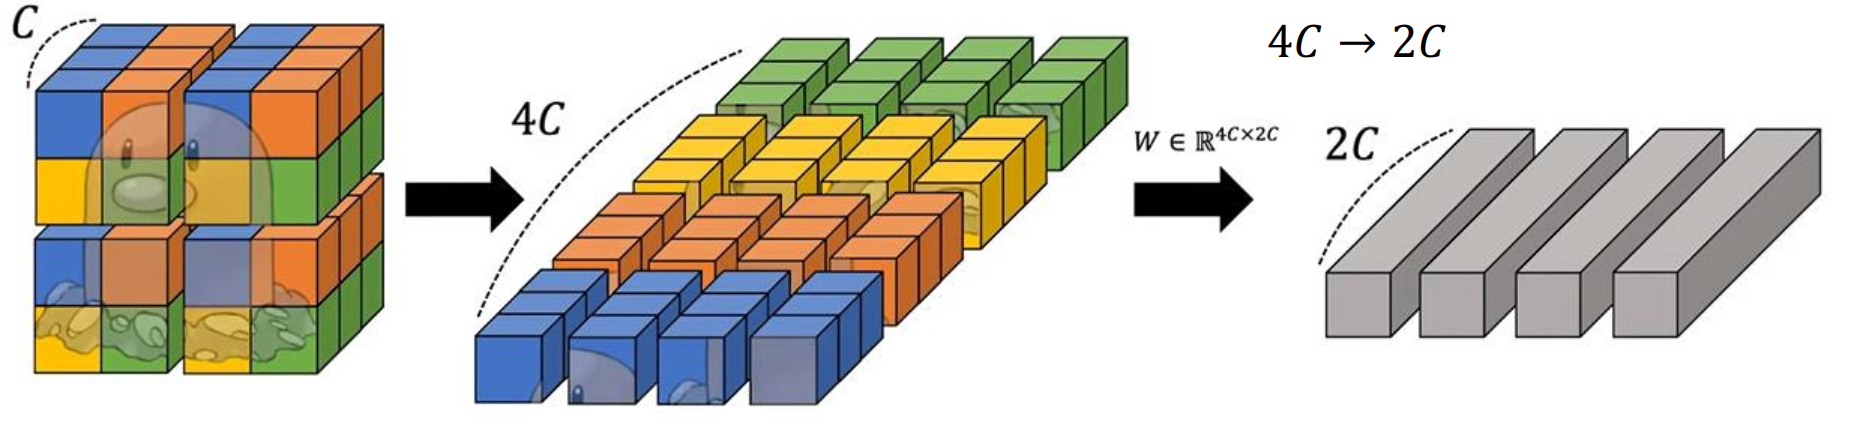 C
4C
W ∈ ℝ^{4C×2C}
4C → 2C
2C